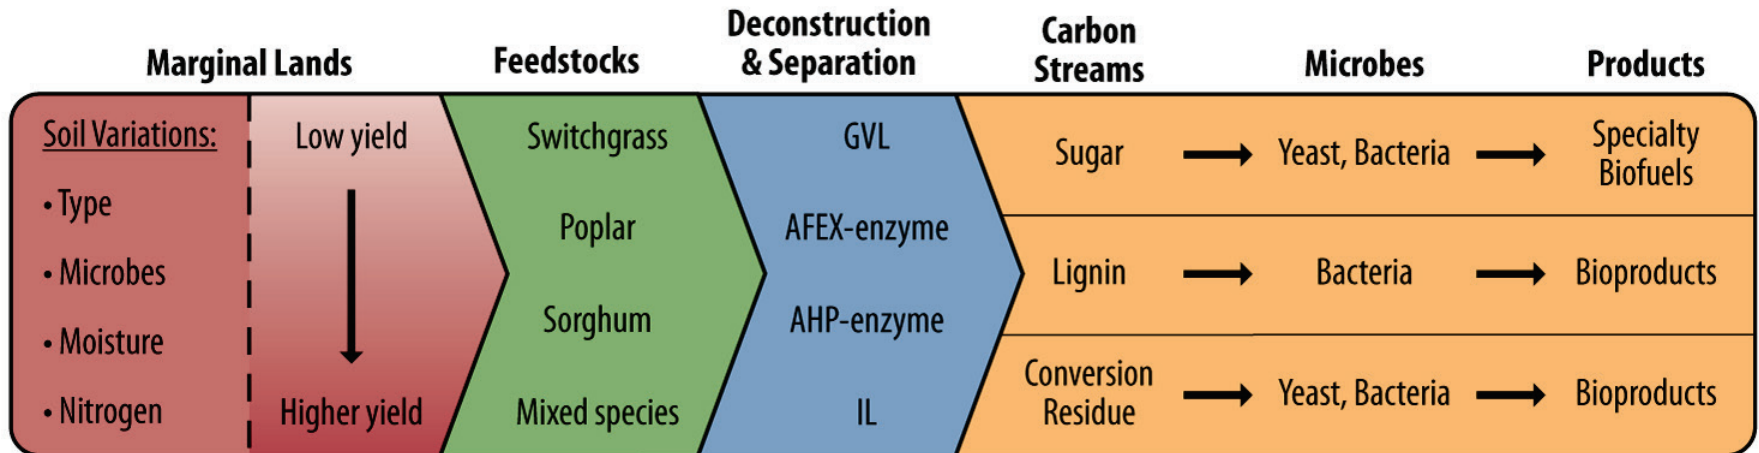 Marginal Lands
Feedstocks
Deconstruction
& Separation
Carbon
Streams
Microbes
Products
Soil Variations:
• Type
• Microbes
• Moisture
• Nitrogen
Low yield
Higher yield
Switchgrass
Poplar
Sorghum
Mixed species
GVL
AFEX-enzyme
AHP-enzyme
IL
Sugar
Yeast, Bacteria
Specialty
Biofuels
Lignin
Bacteria
Bioproducts
Conversion
Residue
Yeast, Bacteria
Bioproducts